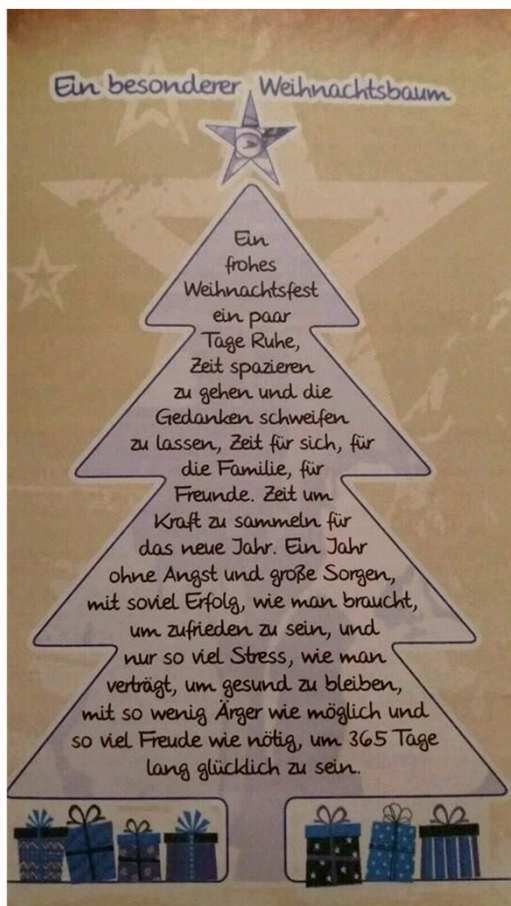 Ein besonderer Weihnachtsbaum
Ein
frohes
Weihnachtsfest
ein paar
Tage Ruhe,
Zeit spazieren
zu gehen und die
Gedanken schweifen
zu lassen, Zeit für sich, für
die Familie, für
Freunde. Zeit um
Kraft zu sammeln für
das neue Jahr. Ein Jahr
ohne Angst und große Sorgen,
mit soviel Erfolg, wie man braucht,
um zufrieden zu sein, und
nur so viel Stress, wie man
verträgt, um gesund zu bleiben,
mit so wenig Ärger wie möglich und
so viel Freude wie nötig, um 365 Tage
lang glücklich zu sein.